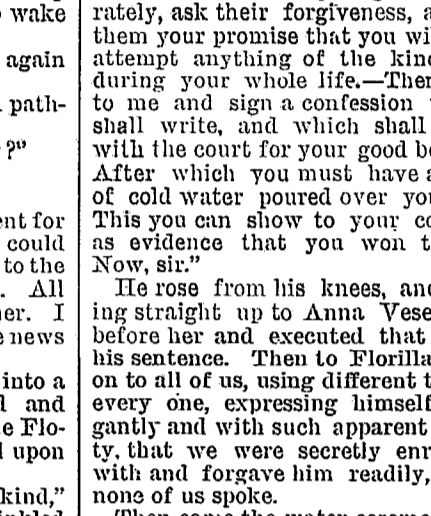 wake
again
path-
?"
ent for
could
to the
. All
er. I
e news
into a
l and
e Flo-
l upon
kind,"
rately, ask their forgiveness, a
them your promise that you wi
attempt anything of the kind
during your whole life.—Then
to me and sign a confession
shall write, and which shall
with the court for your good be
After which you must have a
of cold water poured over you
This you can show to your co
as evidence that you won t
Now, sir."
He rose from his knees, and
ing straight up to Anna Vese
before her and executed that
his sentence. Then to Florilla
on to all of us, using different t
every one, expressing himself
gantly and with such apparent
ty, that we were secretly enr
with and forgave him readily,
none of us spoke.